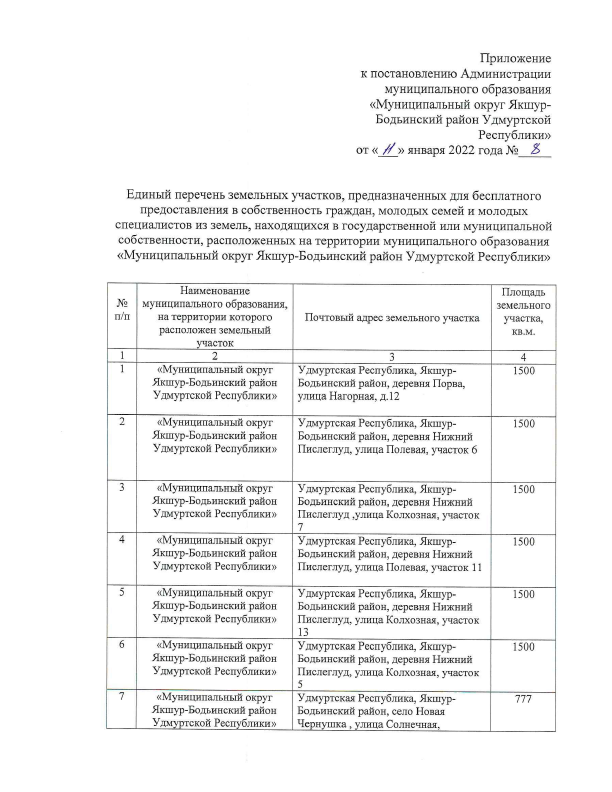 Приложение
к постановлению Администрации
муниципального образования
«Муниципальный округ Якшур-
Бодьинский район Удмуртской
Республики»
от «11» января 2022 года № 8
Единый перечень земельных участков, предназначенных для бесплатного
предоставления в собственность граждан, молодых семей и молодых
специалистов из земель, находящихся в государственной или муниципальной
собственности, расположенных на территории муниципального образования
«Муниципальный округ Якшур-Бодьинский район Удмуртской Республики»
№
п/п
Наименование
муниципального образования,
на территории которого
расположен земельный
участок
Почтовый адрес земельного участка
Площадь
земельного
участка,
кв.м.
1 2 3 4
1
«Муниципальный округ
Якшур-Бодьинский район
Удмуртской Республики»
Удмуртская Республика, Якшур-
Бодьинский район, деревня Порва,
улица Нагорная, д.12
1500
2
«Муниципальный округ
Якшур-Бодьинский район
Удмуртской Республики»
Удмуртская Республика, Якшур-
Бодьинский район, деревня Нижний
Пислеглуд, улица Полевая, участок 6
1500
3
«Муниципальный округ
Якшур-Бодьинский район
Удмуртской Республики»
Удмуртская Республика, Якшур-
Бодьинский район, деревня Нижний
Пислеглуд ,улица Колхозная, участок
7
1500
4
«Муниципальный округ
Якшур-Бодьинский район
Удмуртской Республики»
Удмуртская Республика, Якшур-
Бодьинский район, деревня Нижний
Пислеглуд, улица Полевая, участок 11
1500
5
«Муниципальный округ
Якшур-Бодьинский район
Удмуртской Республики»
Удмуртская Республика, Якшур-
Бодьинский район, деревня Нижний
Пислеглуд, улица Колхозная, участок
13
1500
6
«Муниципальный округ
Якшур-Бодьинский район
Удмуртской Республики»
Удмуртская Республика, Якшур-
Бодьинский район, деревня Нижний
Пислеглуд, улица Колхозная, участок
5
1500
7
«Муниципальный округ
Якшур-Бодьинский район
Удмуртской Республики»
Удмуртская Республика, Якшур-
Бодьинский район, село Новая
Чернушка , улица Солнечная,
777